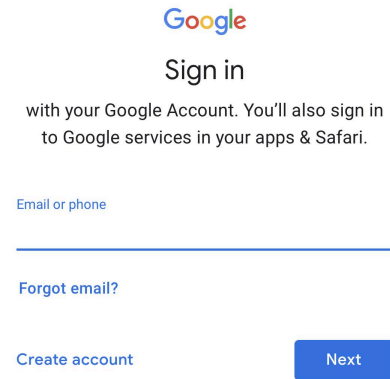 Google
Sign in
with your Google Account. You’ll also sign in
to Google services in your apps & Safari.
Email or phone
Forgot email?
Create account
Next